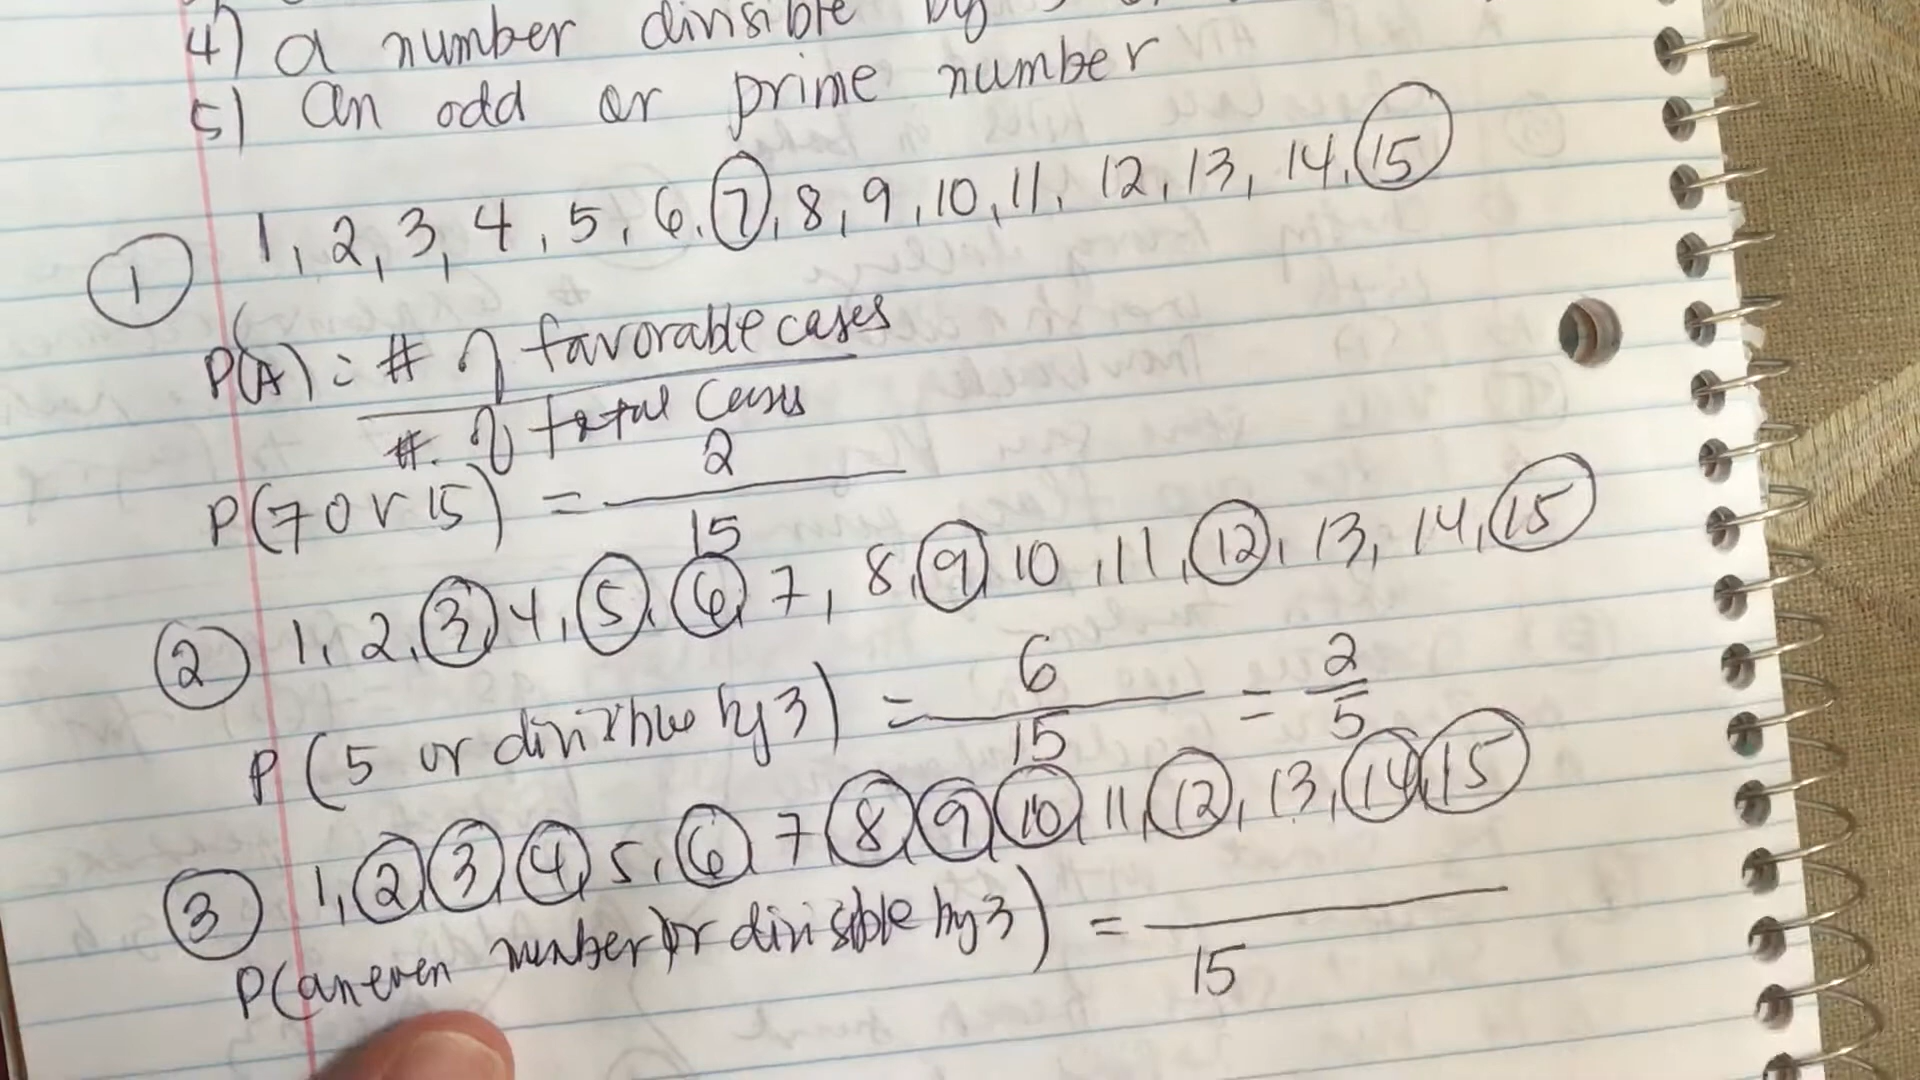 4) a number divisible by
5) an odd or prime number
1 1, 2, 3, 4, 5, 6, 7, 8, 9, 10, 11, 12, 13, 14, 15
P(A) = # of favorable cases
# of total cases
P(7 or 15) = 2
15
2 1, 2, 3, 4, 5, 6, 7, 8, 9, 10, 11, 12, 13, 14, 15
P(5 or divisible by 3) = 6 = 2
15 5
3 1, 2, 3, 4, 5, 6, 7, 8, 9, 10, 11, 12, 13, 14, 15
P(an even number or divisible by 3) =
15